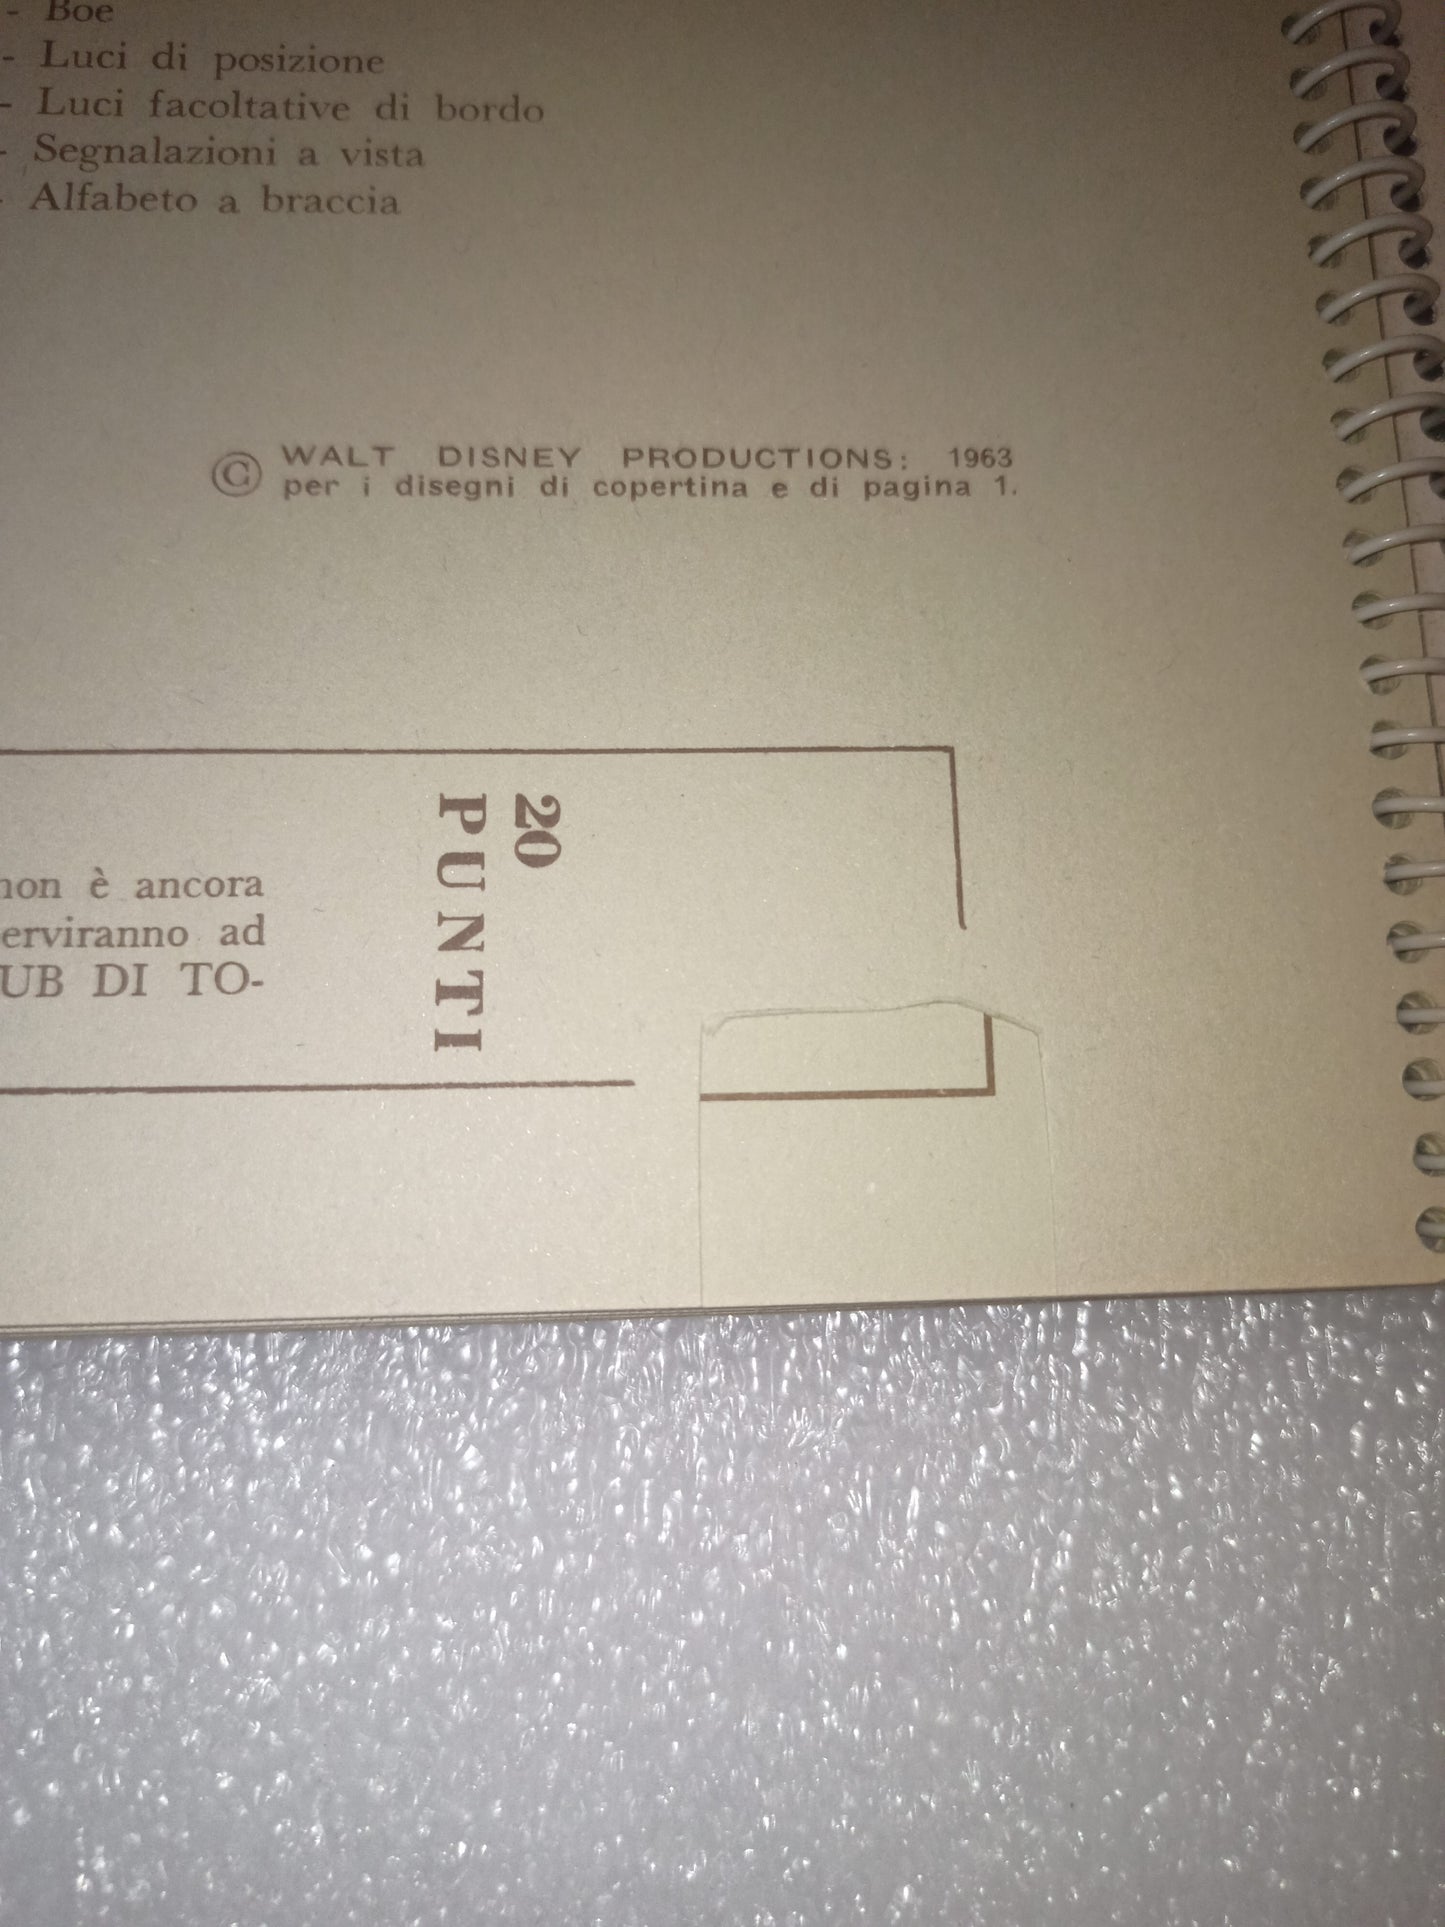 - Boe
- Luci di posizione
- Luci facoltative di bordo
- Segnalazioni a vista
- Alfabeto a braccia
© WALT DISNEY PRODUCTIONS: 1963
per i disegni di copertina e di pagina 1.
non è ancora
erviranno ad
UB DI TO-
20
PUNTI